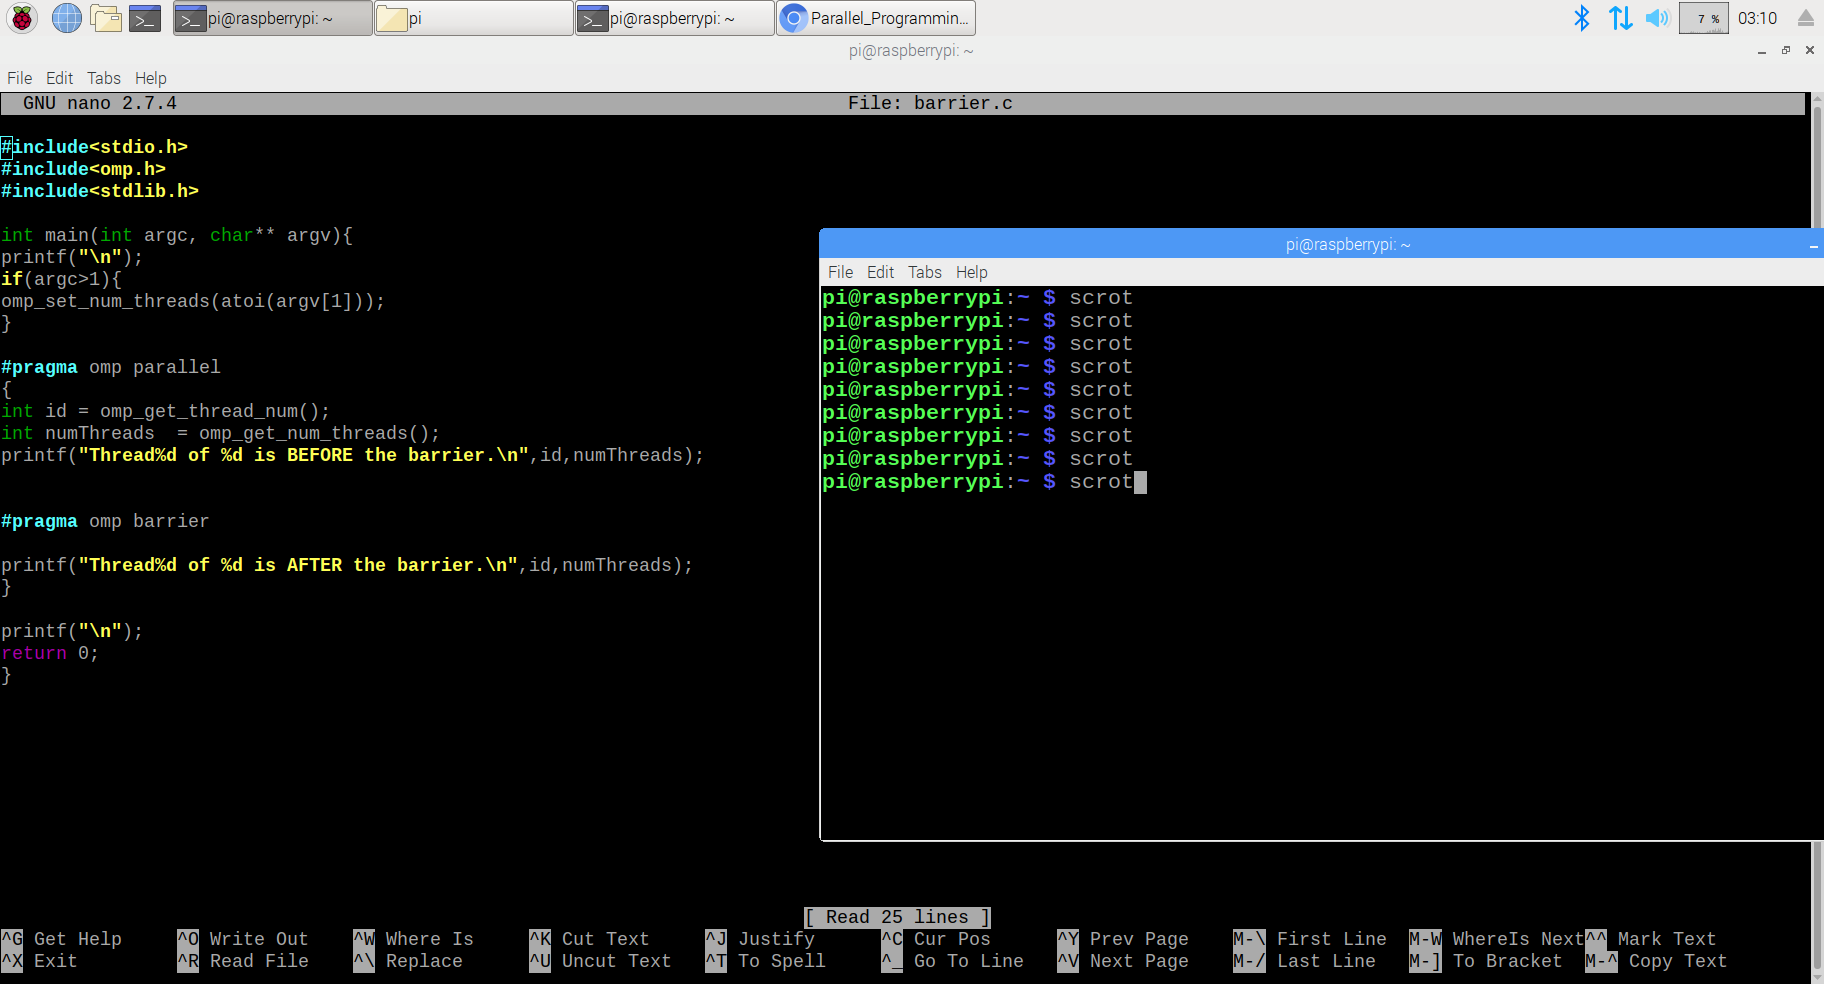 pi@raspberrypi: ~ pi pi@raspberrypi: ~ Parallel_Programmin... 7 % 03:10
pi@raspberrypi: ~
File Edit Tabs Help
GNU nano 2.7.4 File: barrier.c
#include<stdio.h>
#include<omp.h>
#include<stdlib.h>
int main(int argc, char** argv){
printf("\n");
if(argc>1){
omp_set_num_threads(atoi(argv[1]));
}
#pragma omp parallel
{
int id = omp_get_thread_num();
int numThreads  = omp_get_num_threads();
printf("Thread%d of %d is BEFORE the barrier.\n",id,numThreads);
#pragma omp barrier
printf("Thread%d of %d is AFTER the barrier.\n",id,numThreads);
}
printf("\n");
return 0;
}
pi@raspberrypi: ~
File Edit Tabs Help
pi@raspberrypi:~ $ scrot
pi@raspberrypi:~ $ scrot
pi@raspberrypi:~ $ scrot
pi@raspberrypi:~ $ scrot
pi@raspberrypi:~ $ scrot
pi@raspberrypi:~ $ scrot
pi@raspberrypi:~ $ scrot
pi@raspberrypi:~ $ scrot
pi@raspberrypi:~ $ scrot
[ Read 25 lines ]
^G Get Help ^O Write Out ^W Where Is ^K Cut Text ^J Justify ^C Cur Pos ^Y Prev Page M-\ First Line M-W WhereIs Next ^^ Mark Text
^X Exit ^R Read File ^\ Replace ^U Uncut Text ^T To Spell ^_ Go To Line ^V Next Page M-/ Last Line M-] To Bracket M-^ Copy Text